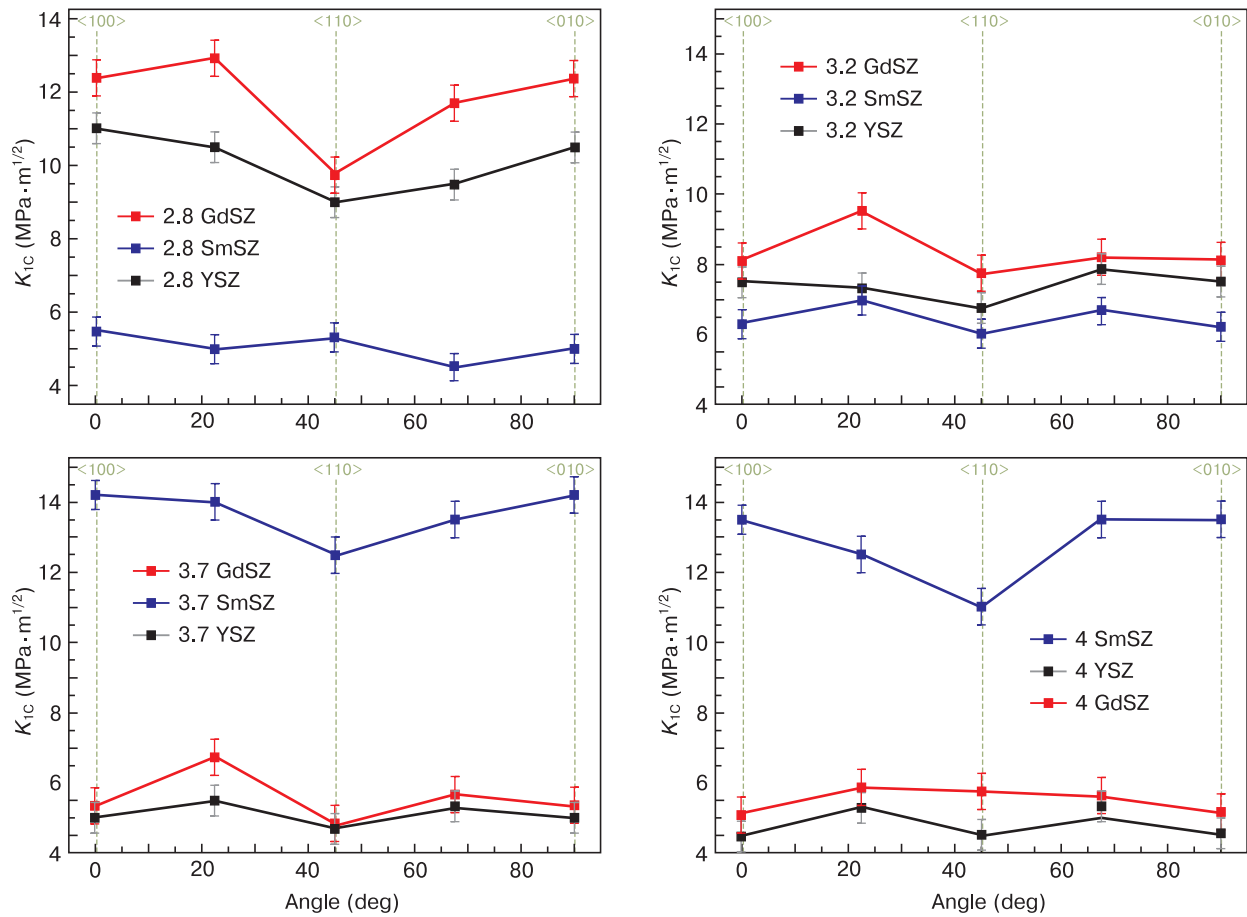 <100> <110> <010>
14
12
10
8
6
4
K1C (MPa·m1/2)
2.8 GdSZ
2.8 SmSZ
2.8 YSZ
0 20 40 60 80
<100> <110> <010>
14
12
10
8
6
4
K1C (MPa·m1/2)
3.2 GdSZ
3.2 SmSZ
3.2 YSZ
0 20 40 60 80
<100> <110> <010>
14
12
10
8
6
4
K1C (MPa·m1/2)
3.7 GdSZ
3.7 SmSZ
3.7 YSZ
0 20 40 60 80
Angle (deg)
<100> <110> <010>
14
12
10
8
6
4
K1C (MPa·m1/2)
4 SmSZ
4 YSZ
4 GdSZ
0 20 40 60 80
Angle (deg)